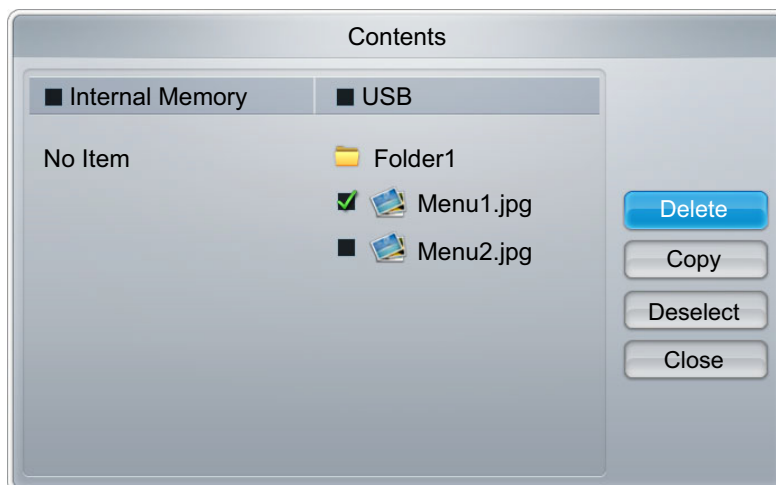 Contents
Internal Memory
USB
No Item
Folder1
Menu1.jpg
Menu2.jpg
Delete
Copy
Deselect
Close